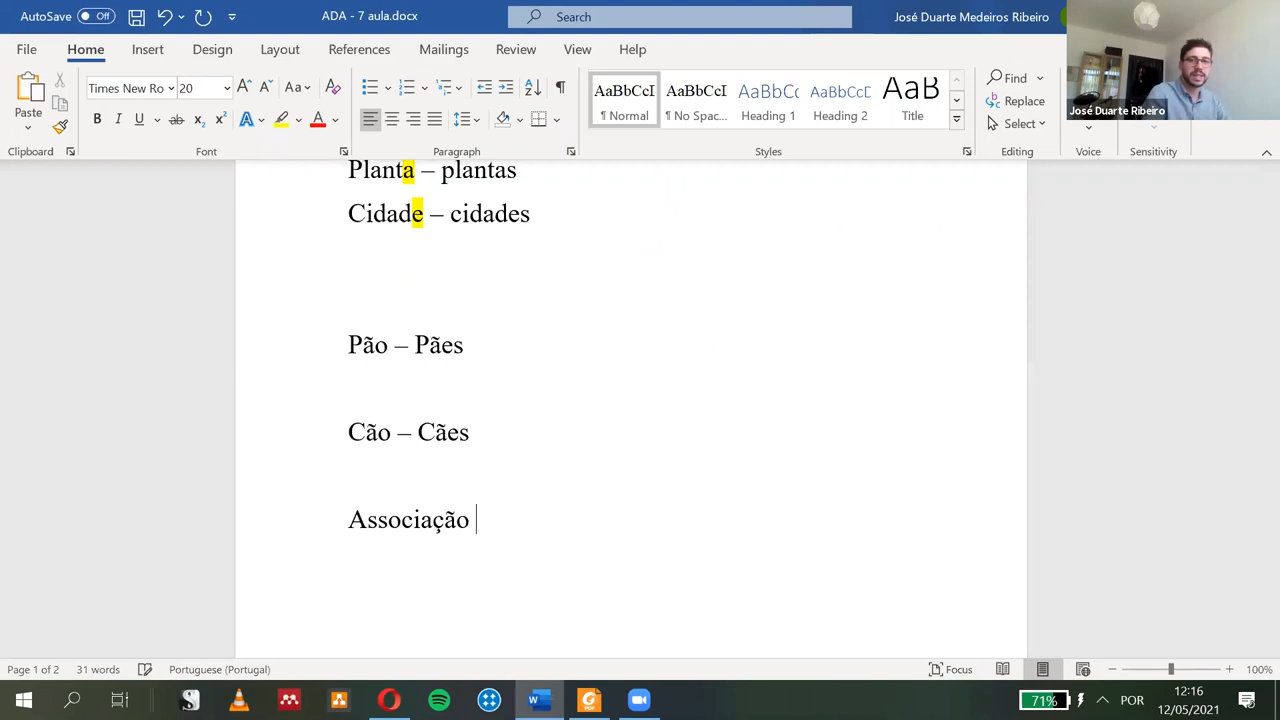 AutoSave Off ADA - 7 aula.docx Search José Duarte Medeiros Ribeiro
File Home Insert Design Layout References Mailings Review View Help
Paste Times New Ro 20 Aa AaBbCcI AaBbCcI AaBbCc AaBbCcD AaB Find
¶ Normal ¶ No Spac... Heading 1 Heading 2 Title Replace
Select
Clipboard Font Paragraph Styles Editing Voice Sensitivity
José Duarte Ribeiro
Planta – plantas
Cidade – cidades
Pão – Pães
Cão – Cães
Associação
Page 1 of 2 31 words Portuguese (Portugal) Focus 100%
71% POR 12:16
12/05/2021